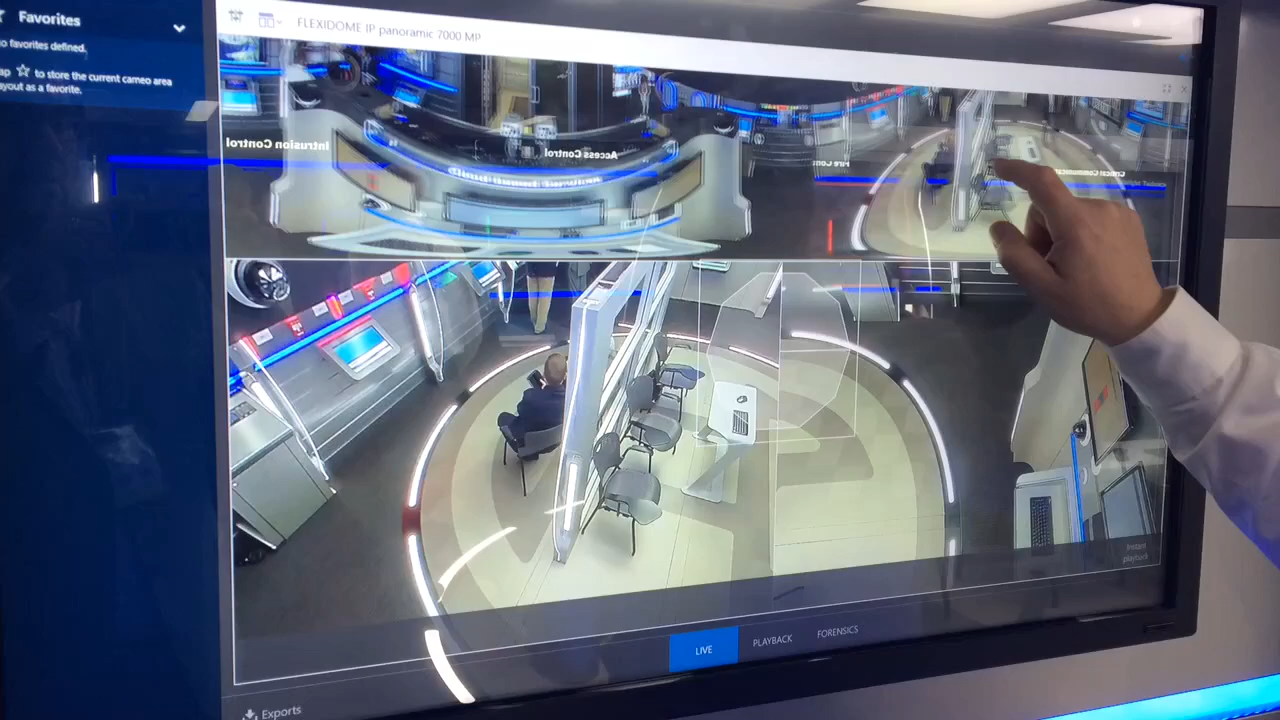 Favorites
o favorites defined.
ap ☆ to store the current cameo area
ayout as a favorite.
FLEXIDOME IP panoramic 7000 MP
Intrusion Control
Access Control
Fire
Instant
playback
LIVE
PLAYBACK
FORENSICS
Exports